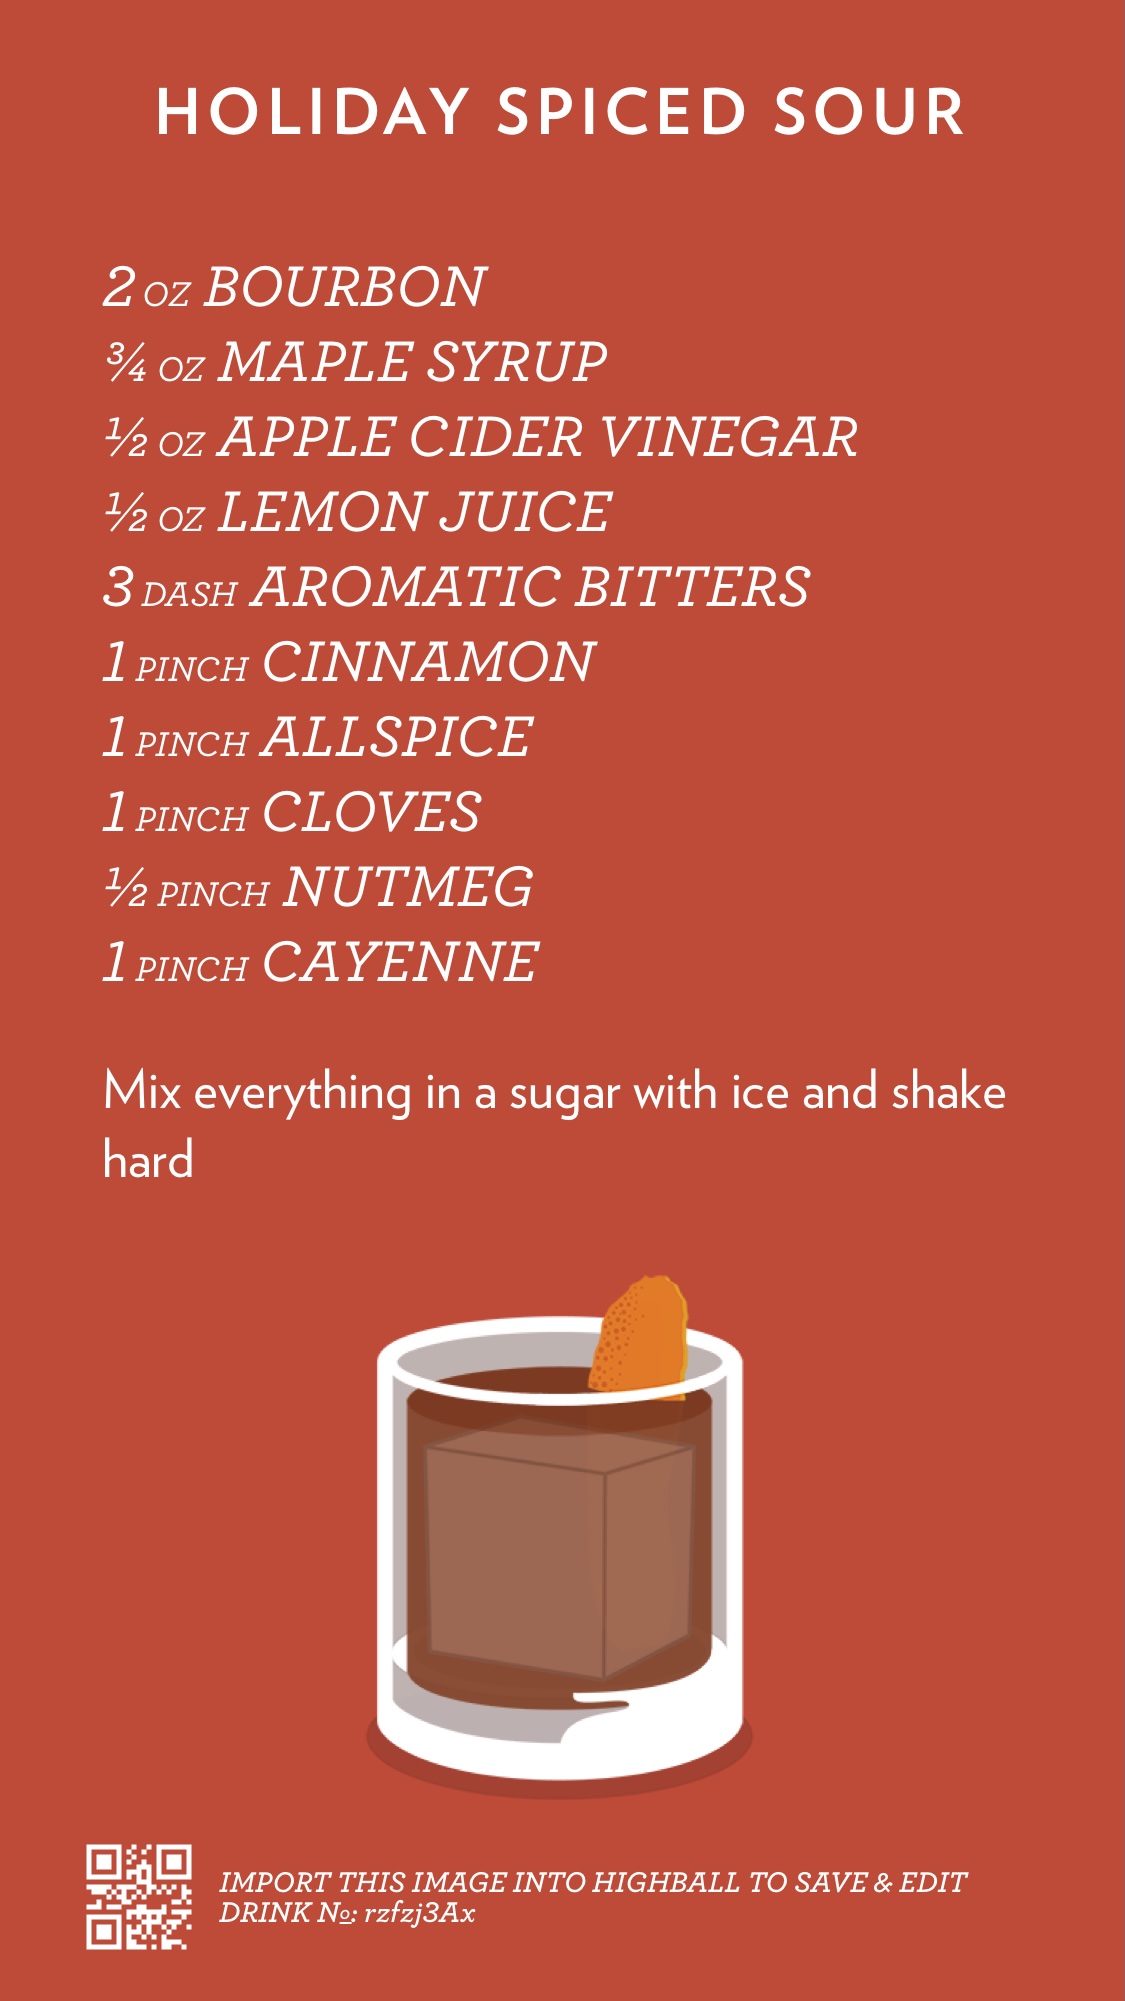 HOLIDAY SPICED SOUR
2 OZ BOURBON
¾ OZ MAPLE SYRUP
½ OZ APPLE CIDER VINEGAR
½ OZ LEMON JUICE
3 DASH AROMATIC BITTERS
1 PINCH CINNAMON
1 PINCH ALLSPICE
1 PINCH CLOVES
½ PINCH NUTMEG
1 PINCH CAYENNE
Mix everything in a sugar with ice and shake
hard
IMPORT THIS IMAGE INTO HIGHBALL TO SAVE & EDIT
DRINK Nº: rzfzj3Ax